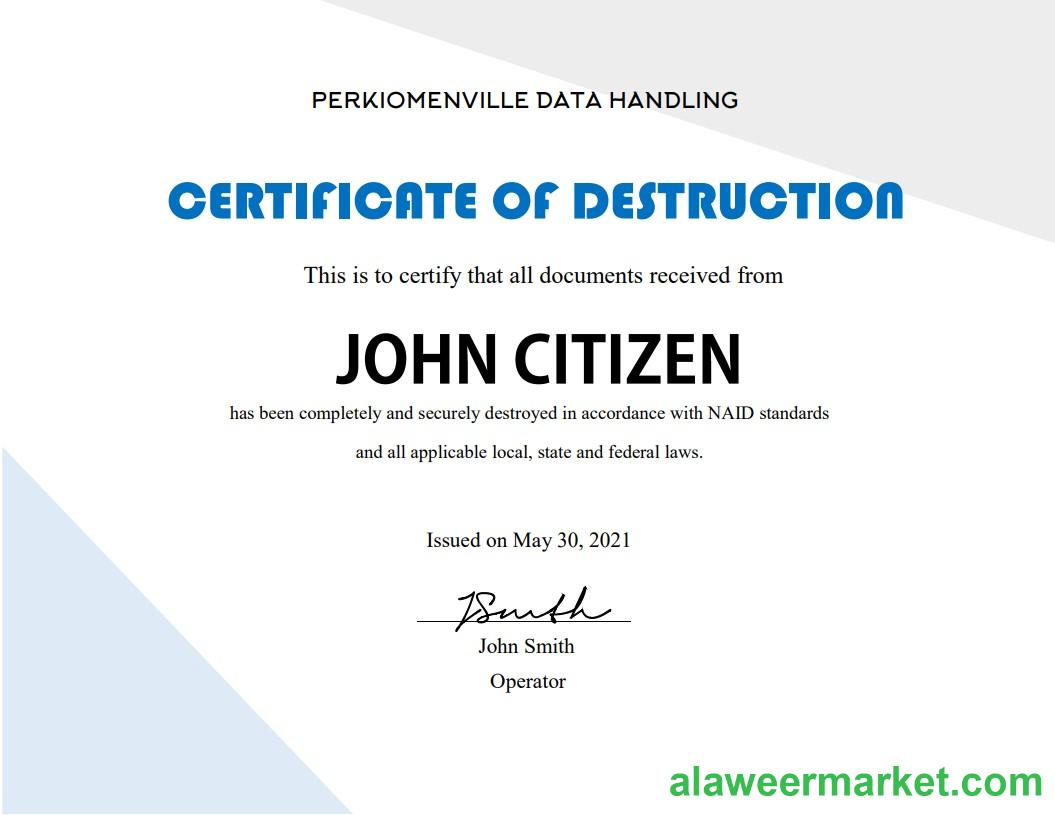 PERKIOMENVILLE DATA HANDLING
CERTIFICATE OF DESTRUCTION
This is to certify that all documents received from
JOHN CITIZEN
has been completely and securely destroyed in accordance with NAID standards
and all applicable local, state and federal laws.
Issued on May 30, 2021
JSmith
John Smith
Operator
alaweermarket.com